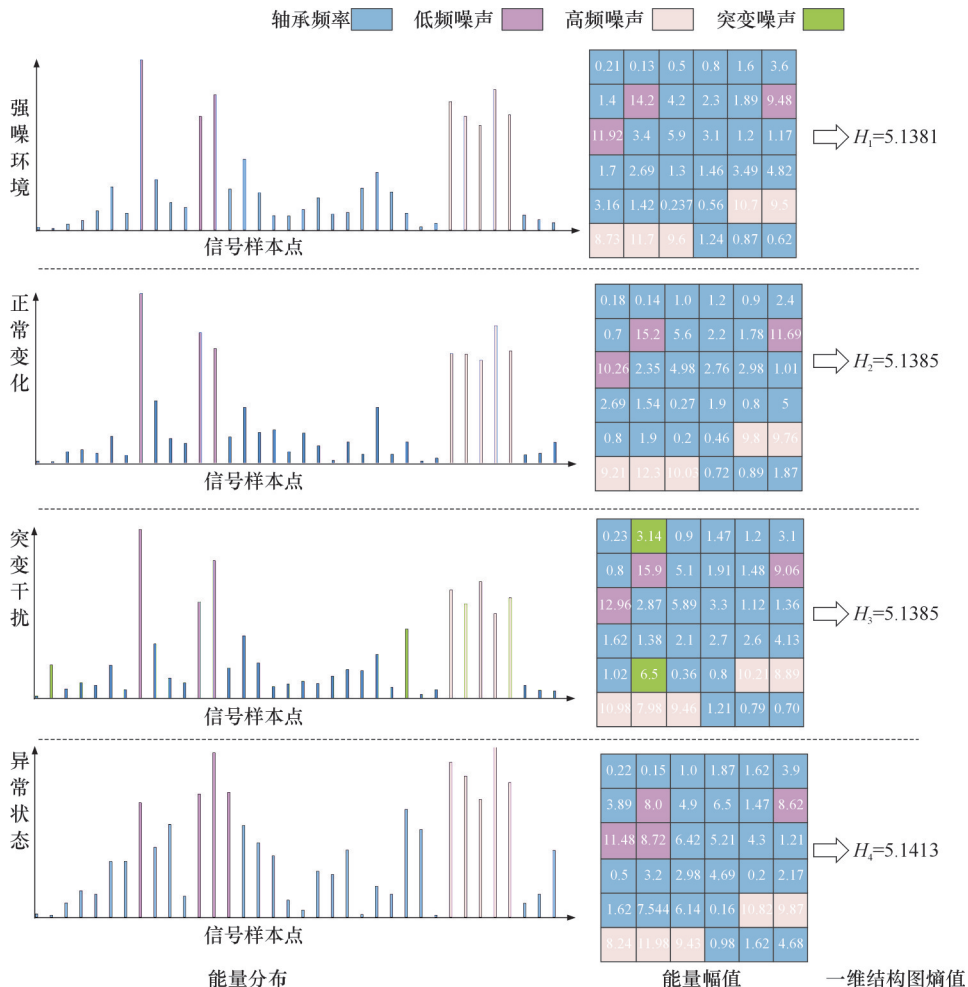 轴承频率 低频噪声 高频噪声 突变噪声
强噪环境
0.21 0.13 0.5 0.8 1.6 3.6
1.4 14.2 4.2 2.3 1.89 9.48
11.92 3.4 5.9 3.1 1.2 1.17
1.7 2.69 1.3 1.46 3.49 4.82
3.16 1.42 0.237 0.56 10.7 9.5
8.73 11.7 9.6 1.24 0.87 0.62
H₁=5.1381
信号样本点
正常变化
0.18 0.14 1.0 1.2 0.9 2.4
0.7 15.2 5.6 2.2 1.78 11.69
10.26 2.35 4.98 2.76 2.98 1.01
2.69 1.54 0.27 1.9 0.8 5
0.8 1.9 0.2 0.46 9.8 9.76
9.21 12.3 10.03 0.72 0.89 1.87
H₂=5.1385
信号样本点
突变干扰
0.23 3.14 0.9 1.47 1.2 3.1
0.8 15.9 5.1 1.91 1.48 9.06
12.96 2.87 5.89 3.3 1.12 1.36
1.62 1.38 2.1 2.7 2.6 4.13
1.02 6.5 0.36 0.8 10.21 8.89
10.98 7.98 9.46 1.21 0.79 0.70
H₃=5.1385
信号样本点
异常状态
0.22 0.15 1.0 1.87 1.62 3.9
3.89 8.0 4.9 6.5 1.47 8.62
11.48 8.72 6.42 5.21 4.3 1.21
0.5 3.2 2.98 4.69 0.2 2.17
1.62 7.544 6.14 0.16 10.82 9.87
8.24 11.98 9.43 0.98 1.62 4.68
H₄=5.1413
信号样本点
能量分布 能量幅值 一维结构图熵值